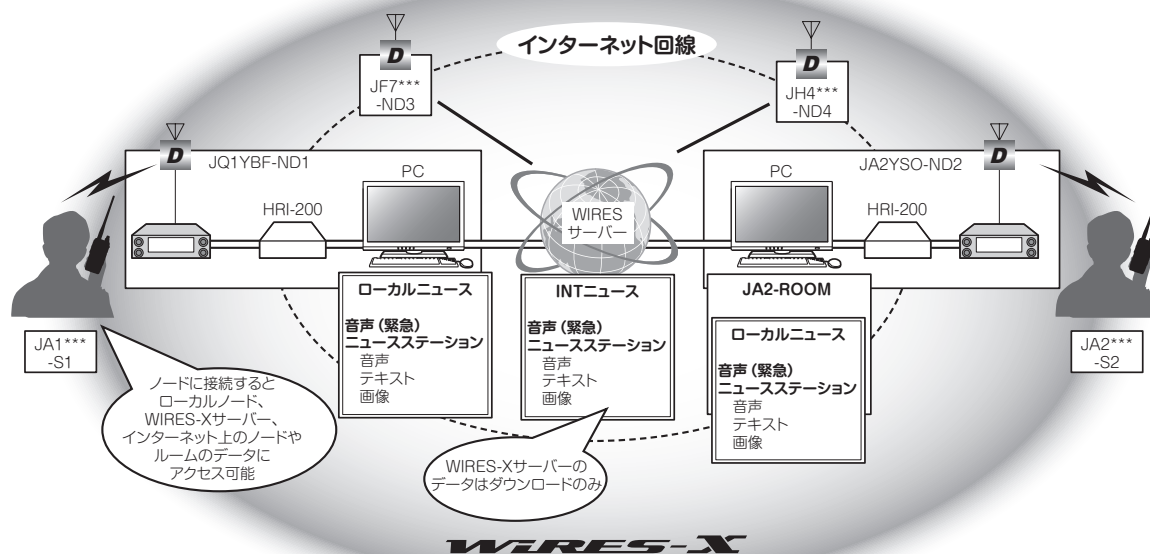 インターネット回線
D
JF7***
-ND3
D
JH4***
-ND4
D
JQ1YBF-ND1
PC
HRI-200
WIRES
サーバー
PC
JA2YSO-ND2
D
HRI-200
JA1***
-S1
JA2***
-S2
ローカルニュース
音声（緊急）
ニュースステーション
音声
テキスト
画像
INTニュース
音声（緊急）
ニュースステーション
音声
テキスト
画像
JA2-ROOM
ローカルニュース
音声（緊急）
ニュースステーション
音声
テキスト
画像
ノードに接続すると
ローカルノード、
WIRES-Xサーバー、
インターネット上のノードや
ルームのデータに
アクセス可能
WIRES-Xサーバーの
データはダウンロードのみ
WiRES-X